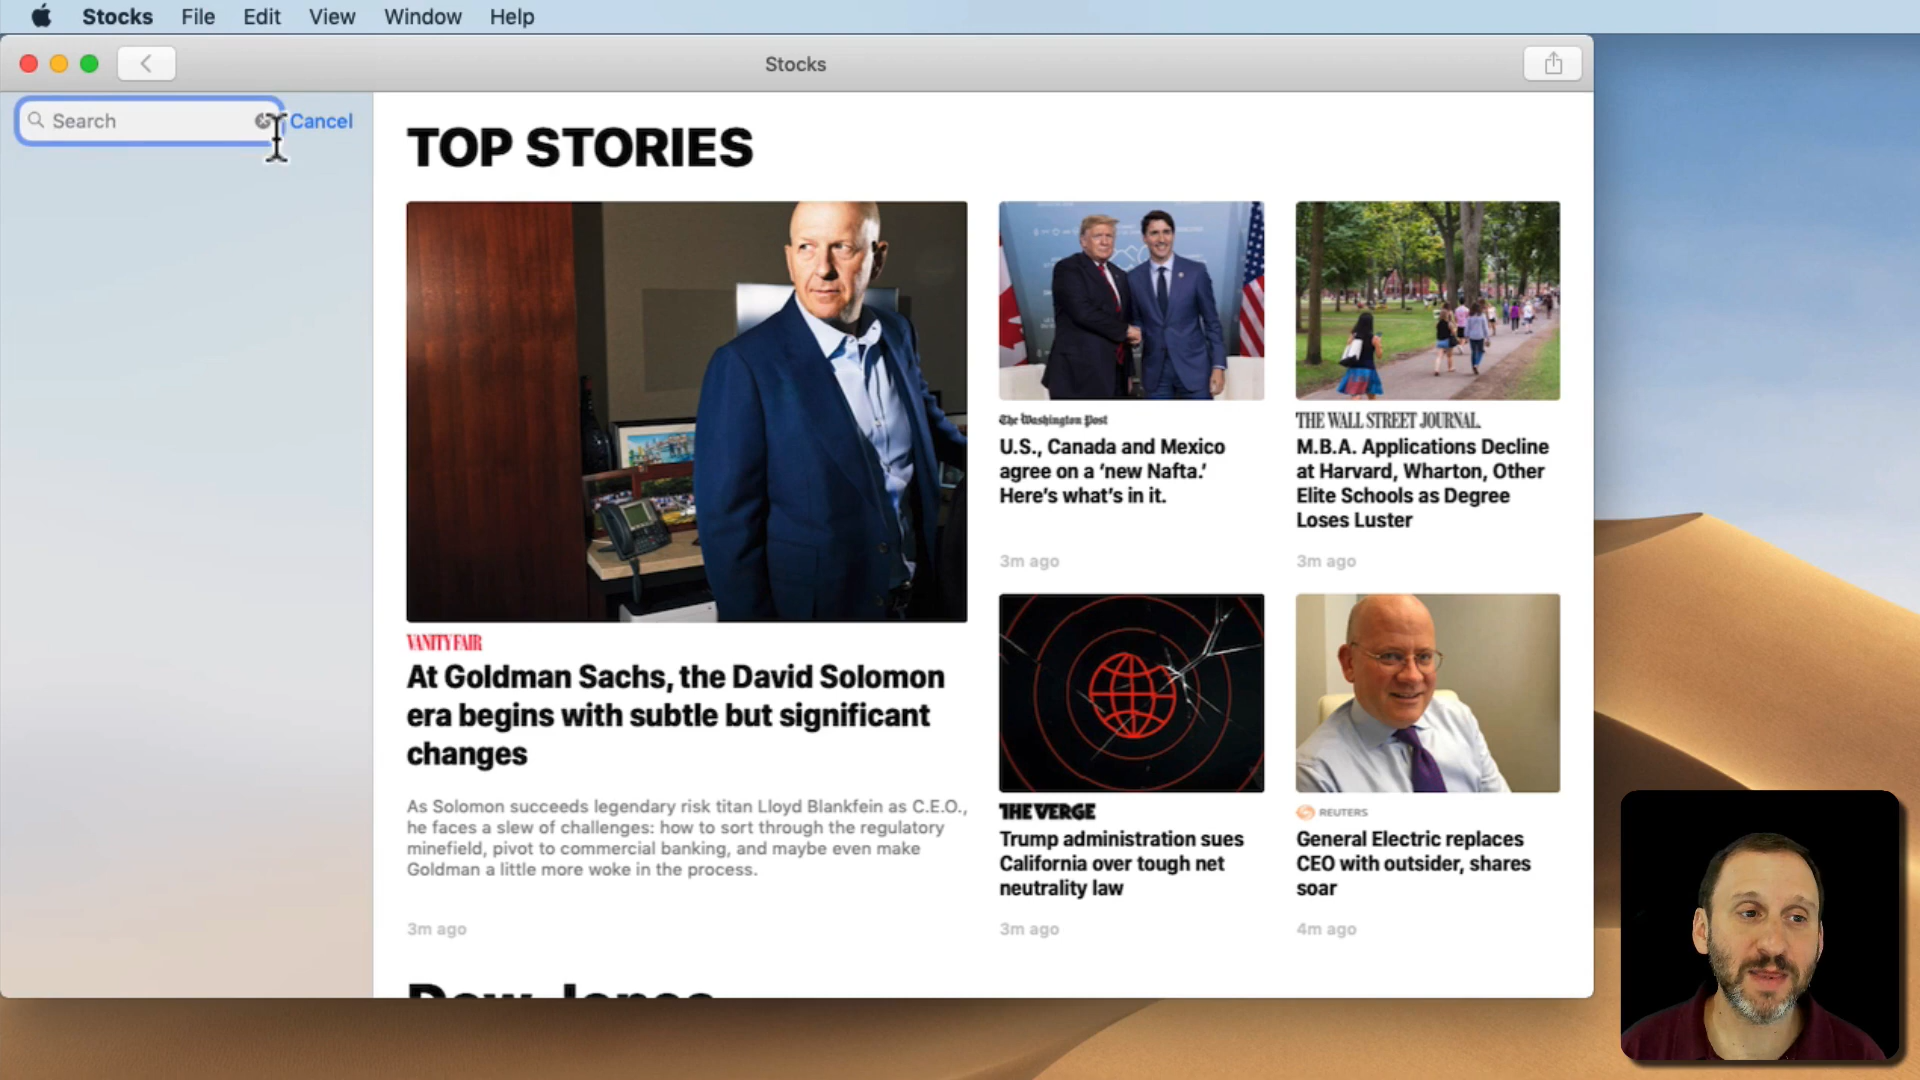 Stocks File Edit View Window Help
Stocks
Search Cancel
TOP STORIES
VANITY FAIR
At Goldman Sachs, the David Solomon
era begins with subtle but significant
changes
As Solomon succeeds legendary risk titan Lloyd Blankfein as C.E.O.,
he faces a slew of challenges: how to sort through the regulatory
minefield, pivot to commercial banking, and maybe even make
Goldman a little more woke in the process.
3m ago
The Washington Post
U.S., Canada and Mexico
agree on a ‘new Nafta.’
Here’s what’s in it.
3m ago
THE WALL STREET JOURNAL.
M.B.A. Applications Decline
at Harvard, Wharton, Other
Elite Schools as Degree
Loses Luster
3m ago
THE VERGE
Trump administration sues
California over tough net
neutrality law
3m ago
REUTERS
General Electric replaces
CEO with outsider, shares
soar
4m ago
Dow Jones